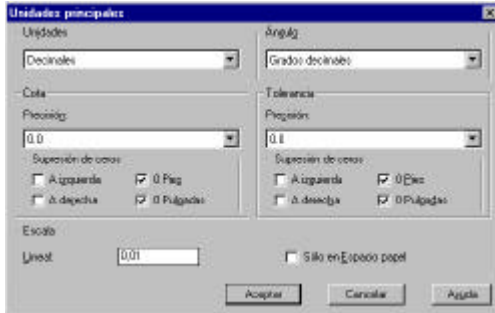 Unidades principales
Unidades
Ángulo
Decimales
Grados decimales
Cota
Tolerancia
Precisión:
Precisión:
0.0
0.0
Supresión de ceros
Supresión de ceros
A izquierda
0 Pies
A izquierda
0 Pies
A derecha
0 Pulgadas
A derecha
0 Pulgadas
Escala
Lineal:
0,01
Sólo en Espacio papel
Aceptar
Cancelar
Ayuda